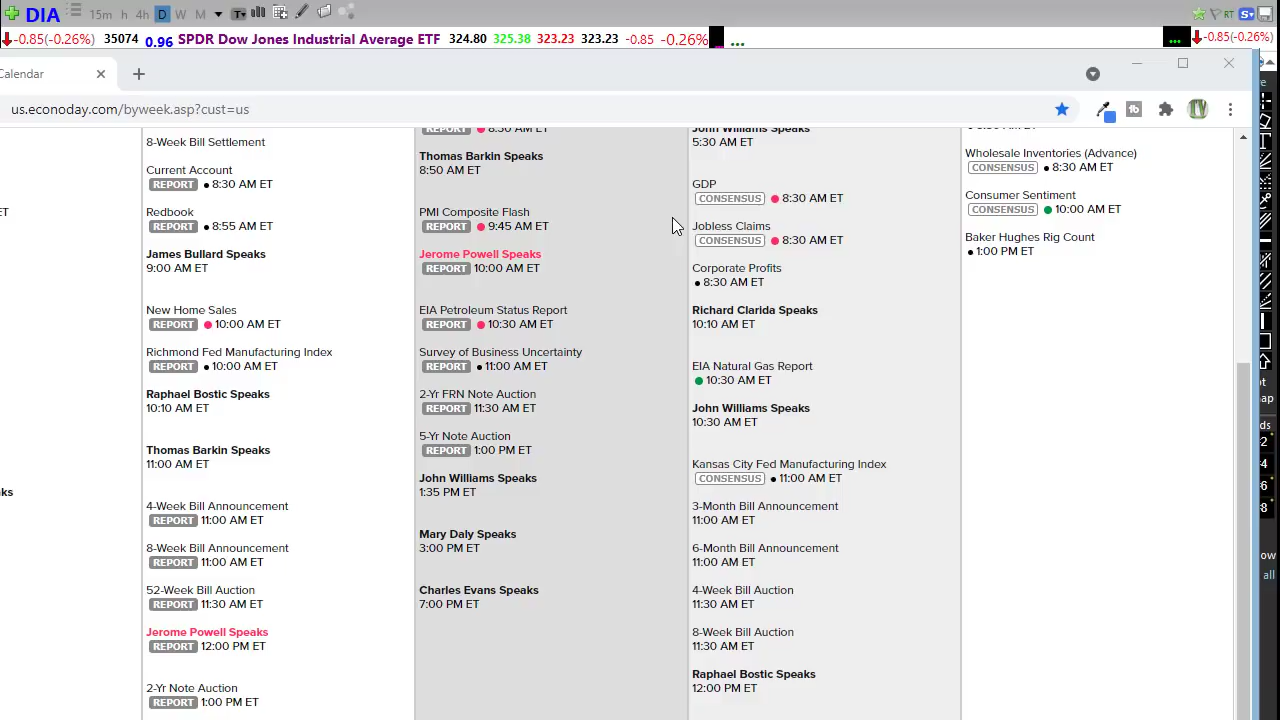 DIA 15m h 4h D W M T RT S
-0.85(-0.26%) 35074 0.96 SPDR Dow Jones Industrial Average ETF 324.80 325.38 323.23 323.23 -0.85 -0.26% ... ... -0.85(-0.26%)
Calendar
us.econoday.com/byweek.asp?cust=us
ET
8-Week Bill Settlement
Current Account
REPORT 8:30 AM ET
Redbook
REPORT 8:55 AM ET
James Bullard Speaks
9:00 AM ET
New Home Sales
REPORT 10:00 AM ET
Richmond Fed Manufacturing Index
REPORT 10:00 AM ET
Raphael Bostic Speaks
10:10 AM ET
Thomas Barkin Speaks
11:00 AM ET
4-Week Bill Announcement
REPORT 11:00 AM ET
8-Week Bill Announcement
REPORT 11:00 AM ET
52-Week Bill Auction
REPORT 11:30 AM ET
Jerome Powell Speaks
REPORT 12:00 PM ET
2-Yr Note Auction
REPORT 1:00 PM ET
REPORT 8:30 AM ET
Thomas Barkin Speaks
8:50 AM ET
PMI Composite Flash
REPORT 9:45 AM ET
Jerome Powell Speaks
REPORT 10:00 AM ET
EIA Petroleum Status Report
REPORT 10:30 AM ET
Survey of Business Uncertainty
REPORT 11:00 AM ET
2-Yr FRN Note Auction
REPORT 11:30 AM ET
5-Yr Note Auction
REPORT 1:00 PM ET
John Williams Speaks
1:35 PM ET
Mary Daly Speaks
3:00 PM ET
Charles Evans Speaks
7:00 PM ET
John Williams Speaks
5:30 AM ET
GDP
CONSENSUS 8:30 AM ET
Jobless Claims
CONSENSUS 8:30 AM ET
Corporate Profits
8:30 AM ET
Richard Clarida Speaks
10:10 AM ET
EIA Natural Gas Report
10:30 AM ET
John Williams Speaks
10:30 AM ET
Kansas City Fed Manufacturing Index
CONSENSUS 11:00 AM ET
3-Month Bill Announcement
11:00 AM ET
6-Month Bill Announcement
11:00 AM ET
4-Week Bill Auction
11:30 AM ET
8-Week Bill Auction
11:30 AM ET
Raphael Bostic Speaks
12:00 PM ET
Wholesale Inventories (Advance)
CONSENSUS 8:30 AM ET
Consumer Sentiment
CONSENSUS 10:00 AM ET
Baker Hughes Rig Count
1:00 PM ET